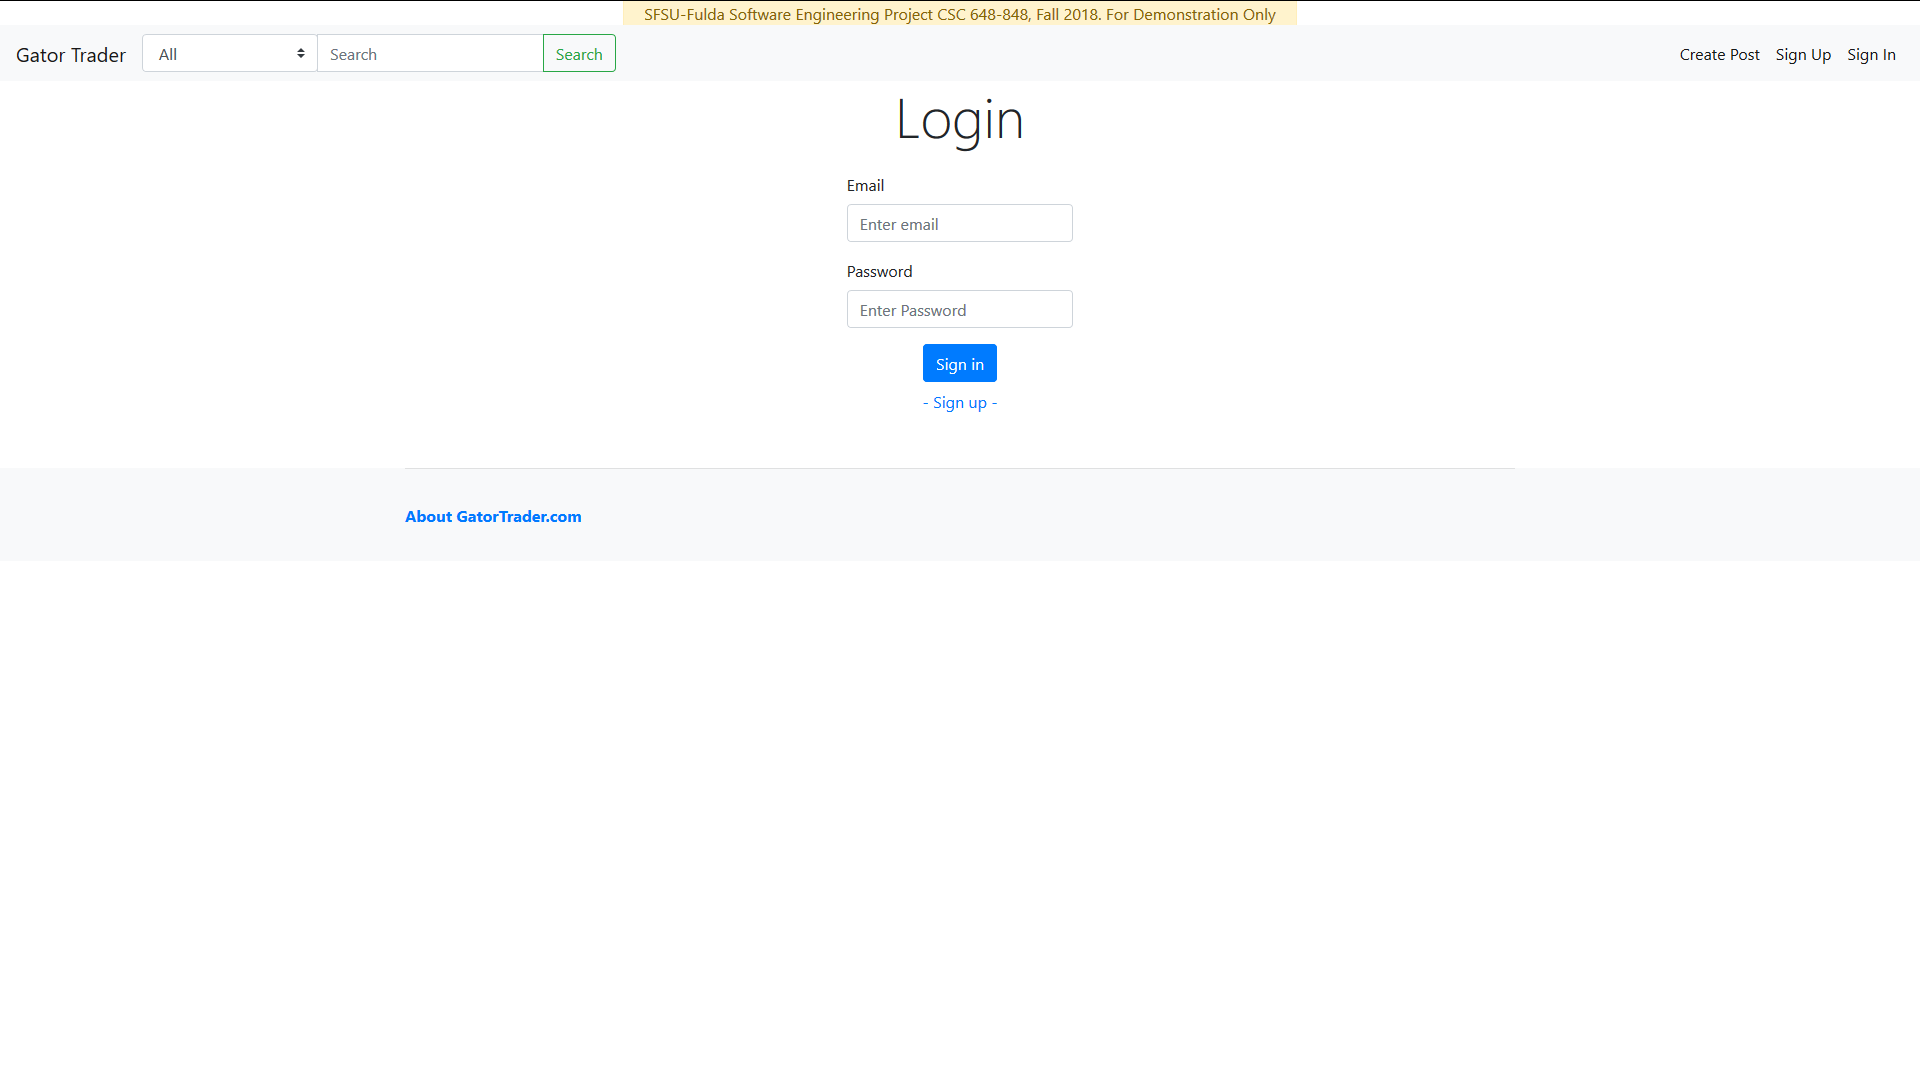 SFSU-Fulda Software Engineering Project CSC 648-848, Fall 2018. For Demonstration Only
Gator Trader All Search Search Create Post Sign Up Sign In
Login
Email
Enter email
Password
Enter Password
Sign in
- Sign up -
About GatorTrader.com